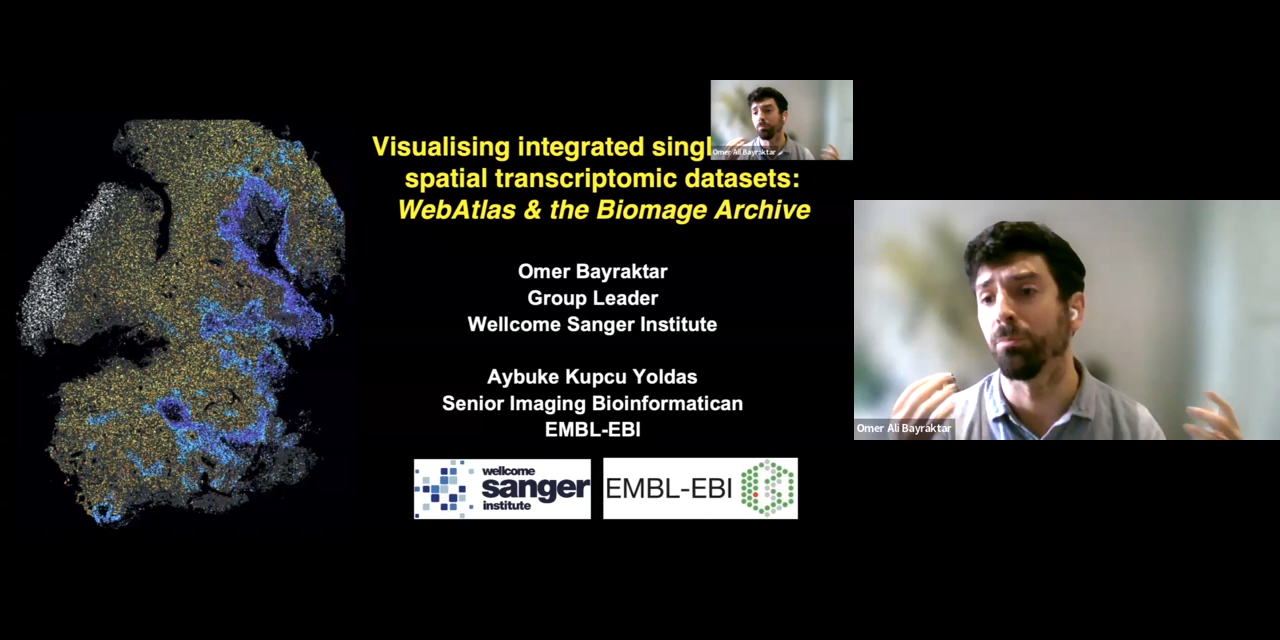 Visualising integrated singl
spatial transcriptomic datasets:
WebAtlas & the Biomage Archive
Omer Ali Bayraktar
Omer Bayraktar
Group Leader
Wellcome Sanger Institute
Aybuke Kupcu Yoldas
Senior Imaging Bioinformatican
EMBL-EBI
wellcome
sanger
institute
EMBL-EBI
Omer Ali Bayraktar